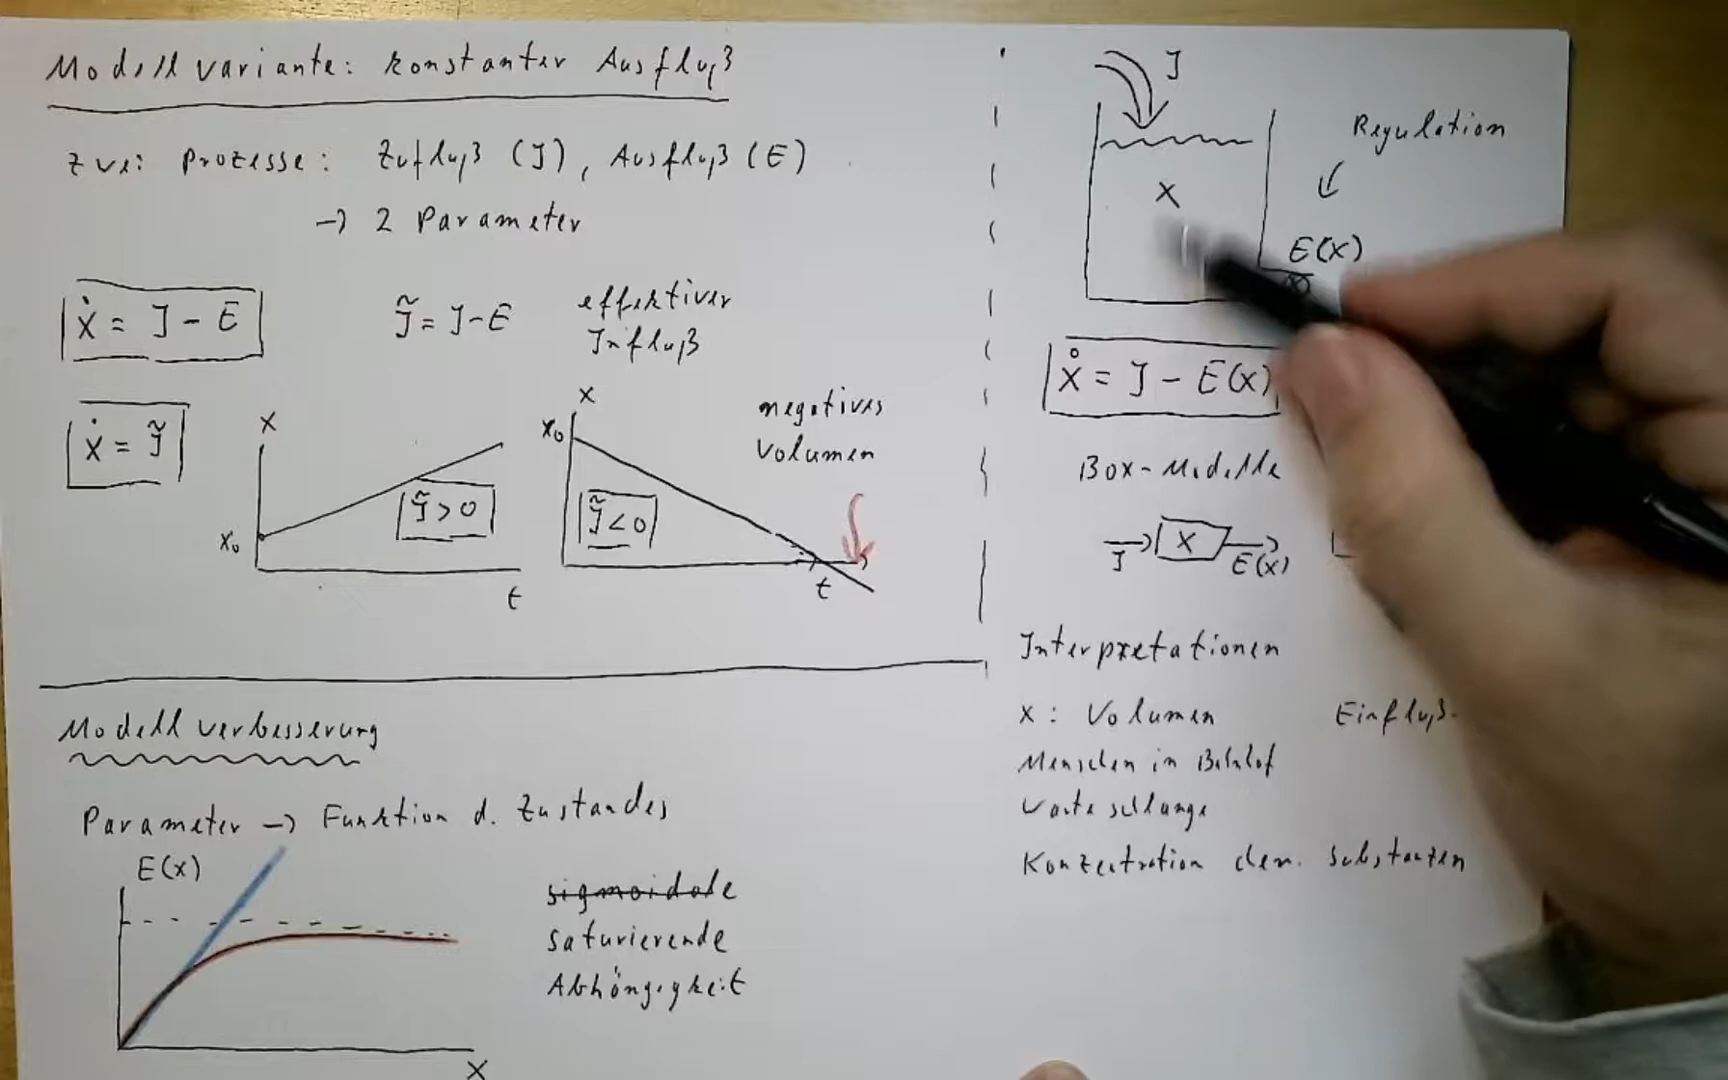 Modellvariante: Konstanter Ausfluß
Zwei Prozesse: Zufluß (J), Ausfluß (E)
→ 2 Parameter
ẋ = J - E
J̃ = J-E
effektiver
Influß
ẋ = J̃
x
x₀
J̃ > 0
t
x
x₀
J̃ < 0
t
negatives
Volumen
Modellverbesserung
Parameter → Funktion d. Zustandes
E(x)
x
sigmoidale
saturierende
Abhängigkeit
J
Regulation
x
E(x)
ẋ = J - E(x)
Box-Modelle
J
x
E(x)
Interpretationen
x: Volumen
Einfluß
Menschen in Bahnhof
Warteschlange
Konzentration chem. Substanzen